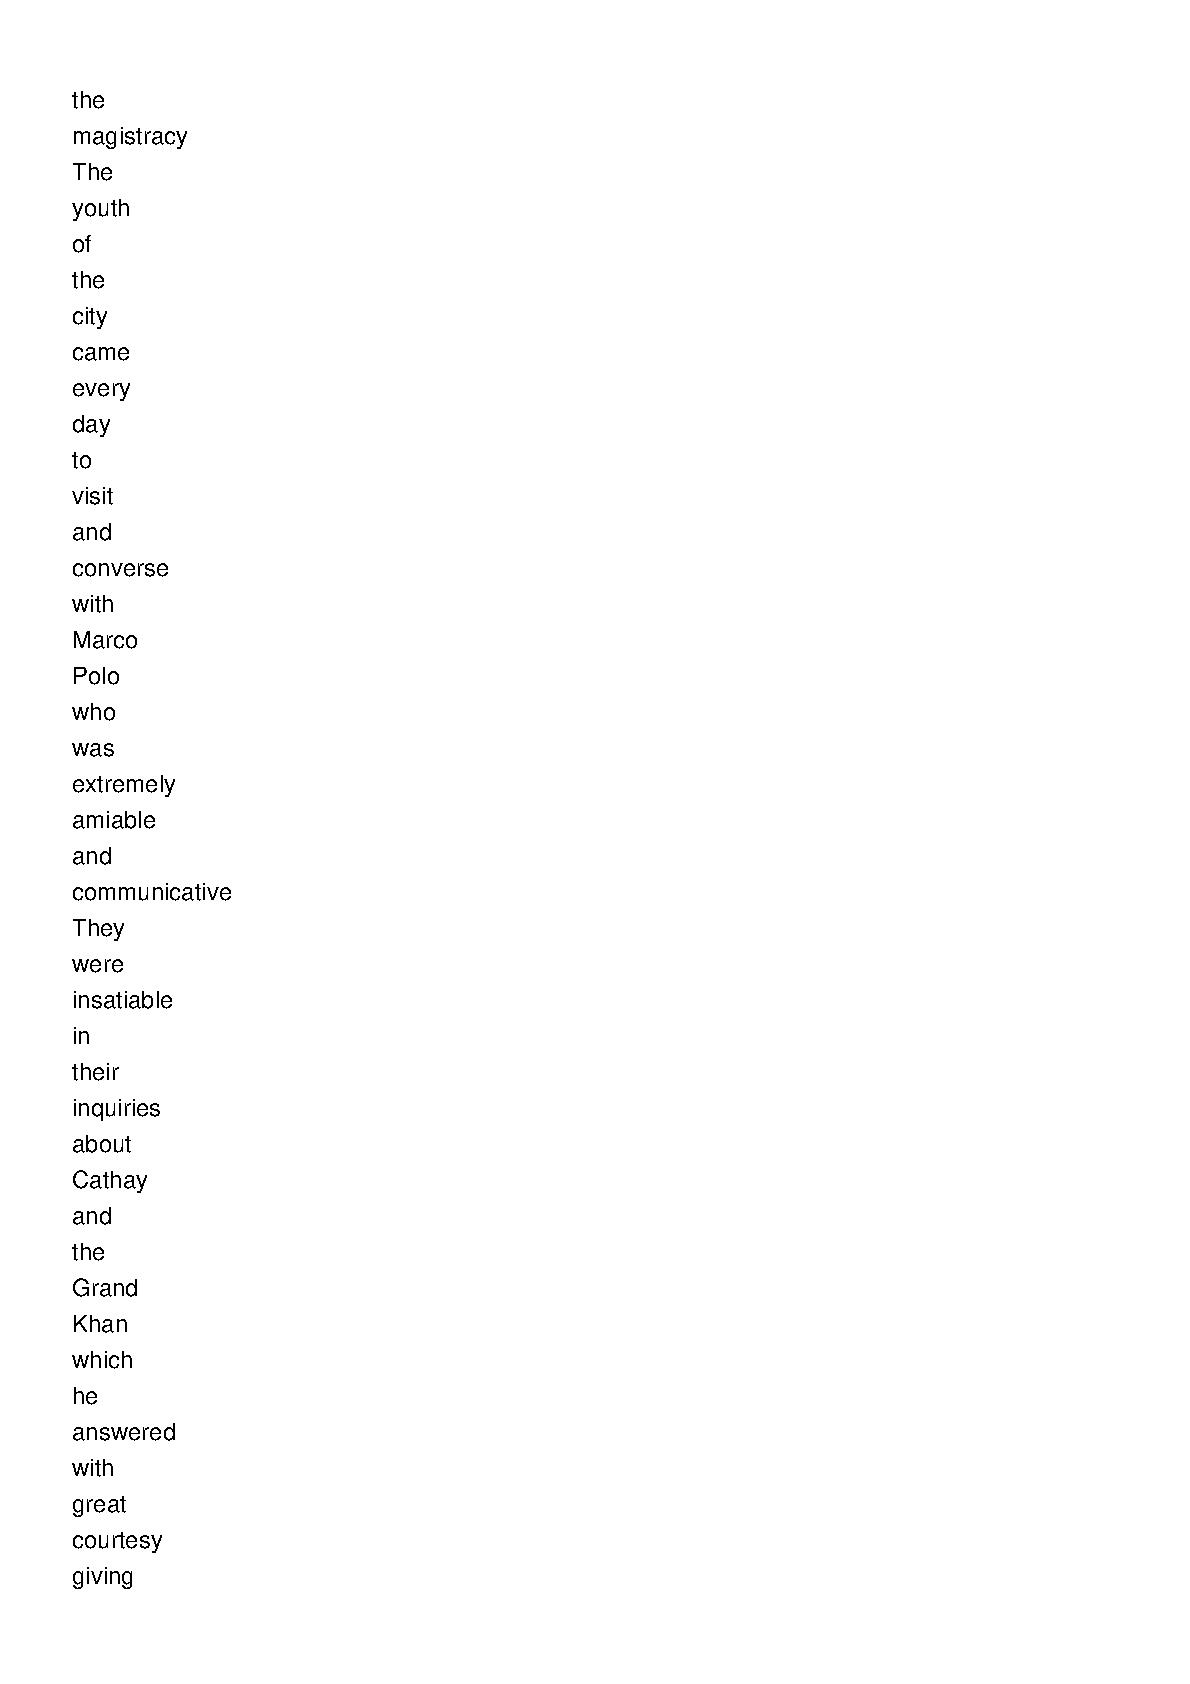 the
magistracy
The
youth
of
the
city
came
every
day
to
visit
and
converse
with
Marco
Polo
who
was
extremely
amiable
and
communicative
They
were
insatiable
in
their
inquiries
about
Cathay
and
the
Grand
Khan
which
he
answered
with
great
courtesy
giving